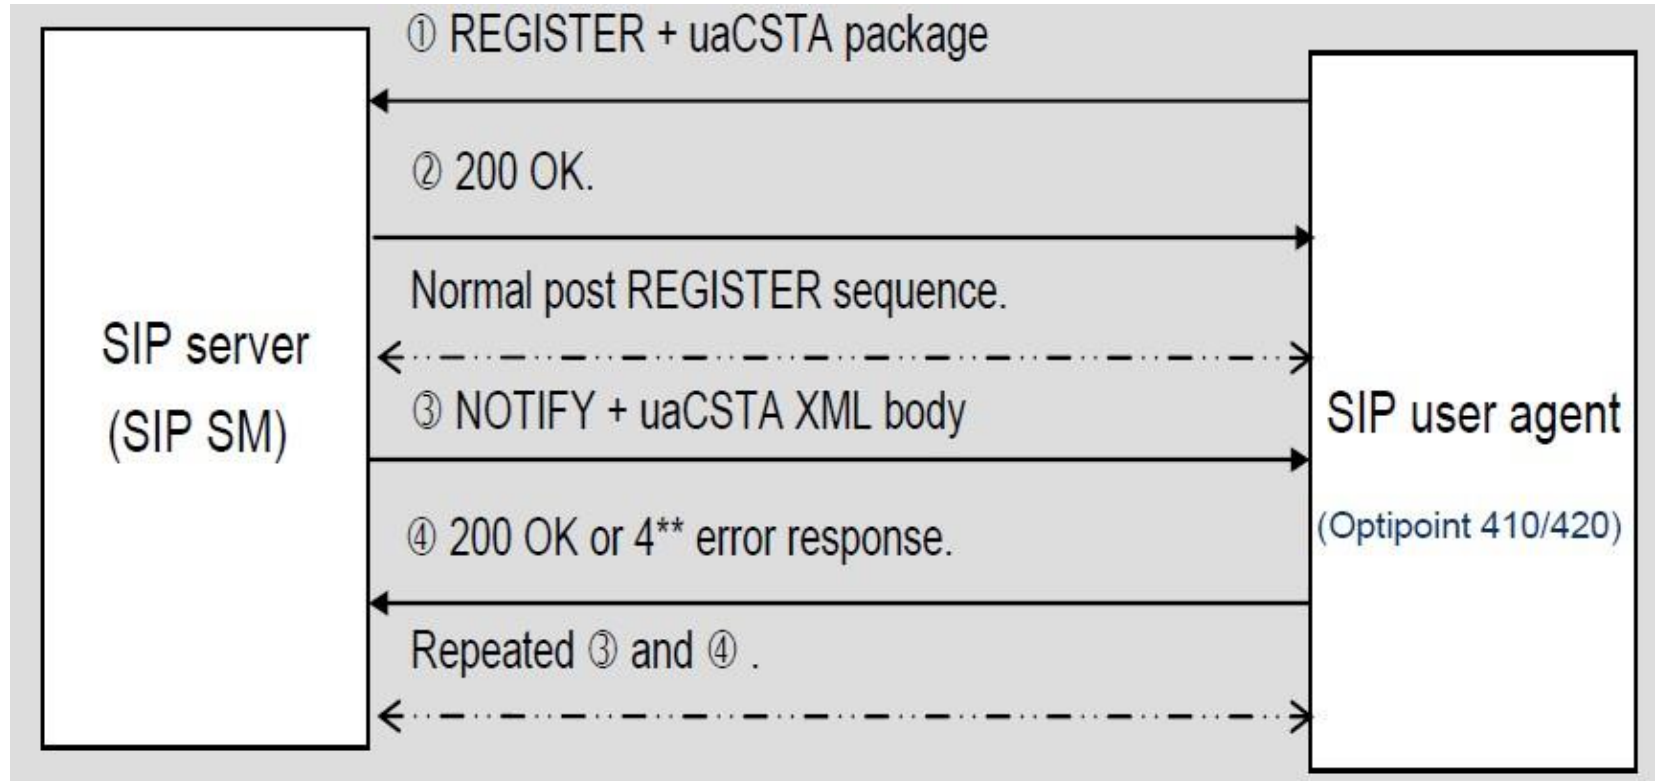 ① REGISTER + uaCSTA package
② 200 OK.
Normal post REGISTER sequence.
SIP server
(SIP SM)
③ NOTIFY + uaCSTA XML body
④ 200 OK or 4** error response.
Repeated ③ and ④ .
SIP user agent
(Optipoint 410/420)